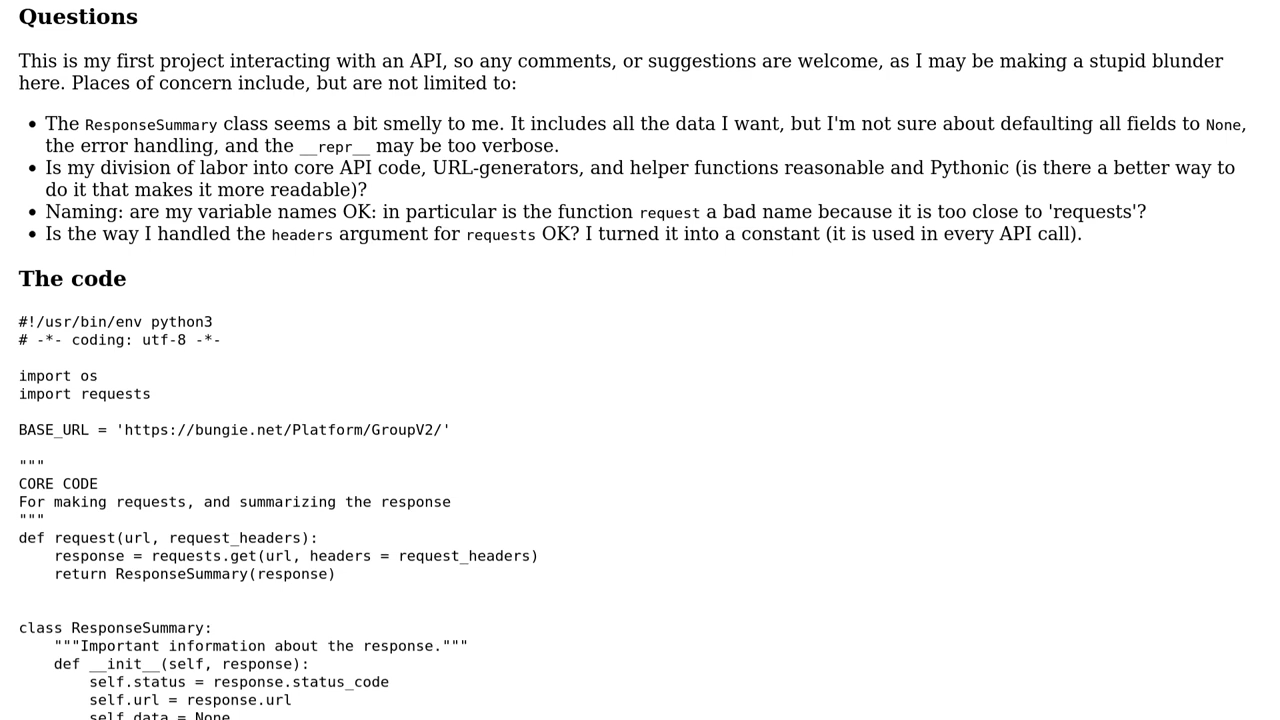 Questions
This is my first project interacting with an API, so any comments, or suggestions are welcome, as I may be making a stupid blunder
here. Places of concern include, but are not limited to:
• The ResponseSummary class seems a bit smelly to me. It includes all the data I want, but I'm not sure about defaulting all fields to None,
the error handling, and the __repr__ may be too verbose.
• Is my division of labor into core API code, URL-generators, and helper functions reasonable and Pythonic (is there a better way to
do it that makes it more readable)?
• Naming: are my variable names OK: in particular is the function request a bad name because it is too close to 'requests'?
• Is the way I handled the headers argument for requests OK? I turned it into a constant (it is used in every API call).
The code
#!/usr/bin/env python3
# -*- coding: utf-8 -*-
import os
import requests
BASE_URL = 'https://bungie.net/Platform/GroupV2/'
"""
CORE CODE
For making requests, and summarizing the response
"""
def request(url, request_headers):
    response = requests.get(url, headers = request_headers)
    return ResponseSummary(response)
class ResponseSummary:
    """Important information about the response."""
    def __init__(self, response):
        self.status = response.status_code
        self.url = response.url
        self.data = None